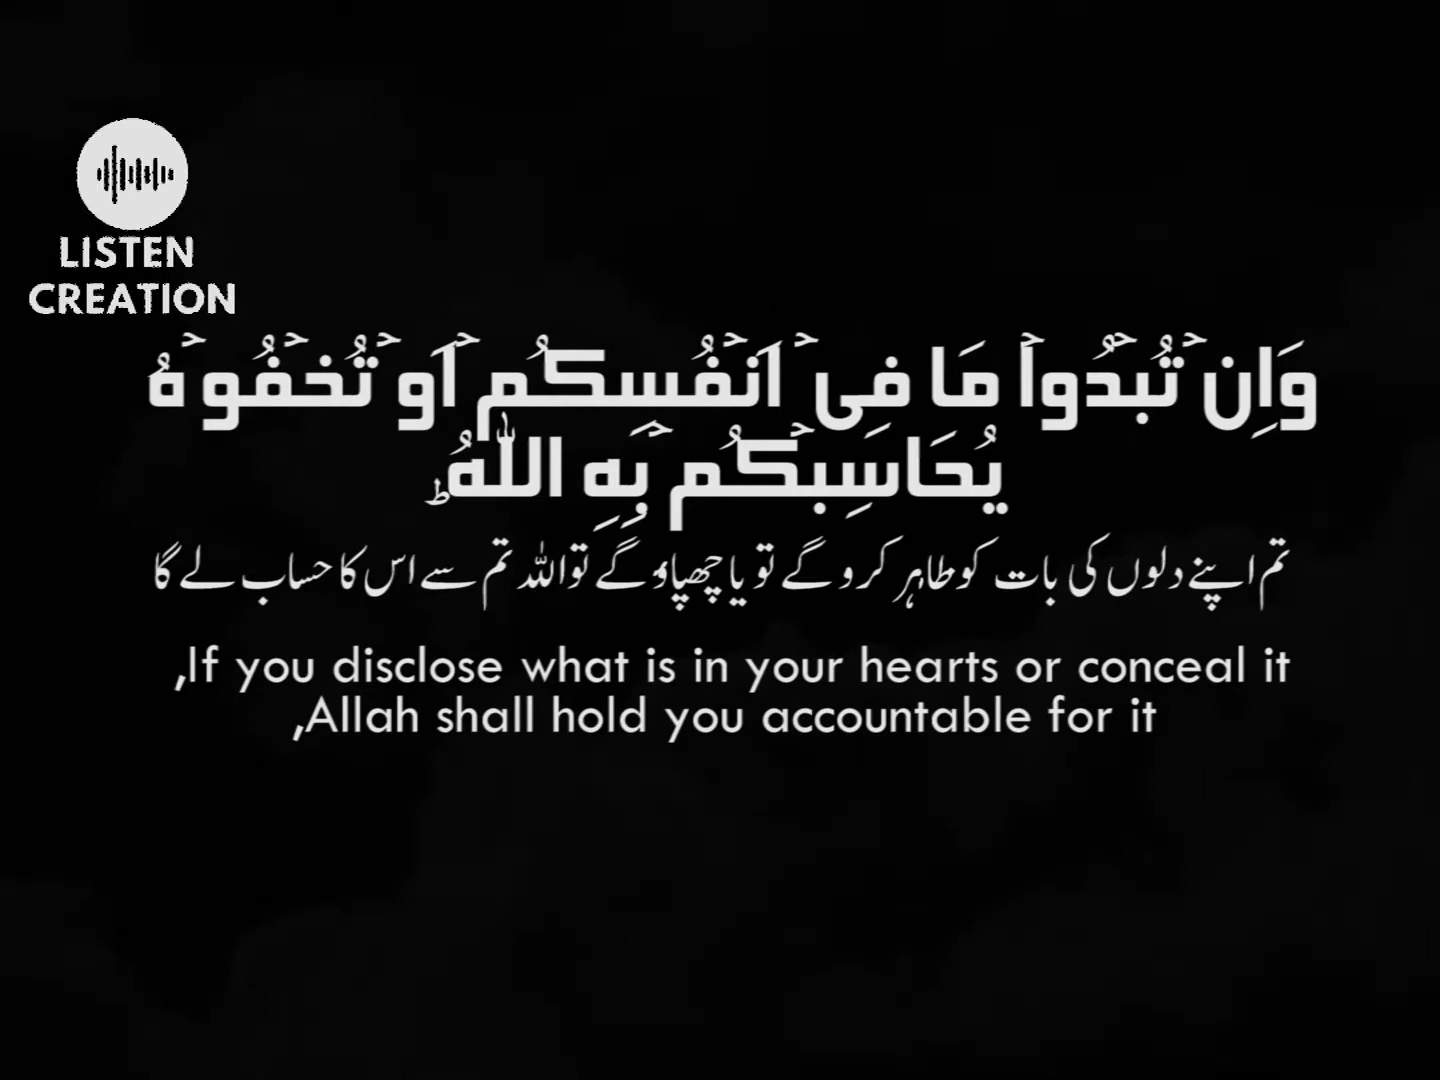 LISTEN
CREATION
وَاِنۡ تُبۡدُوۡا مَا فِىۡۤ اَنۡفُسِكُمۡ اَوۡ تُخۡفُوۡهُ
يُحَاسِبۡكُمۡ بِهِ اللّٰهُ‌ؕ
تم اپنے دلوں کی بات کو ظاہر کرو گے تو یا چھپاؤ گے تو اللہ تم سے اس کا حساب لے گا
,If you disclose what is in your hearts or conceal it
,Allah shall hold you accountable for it